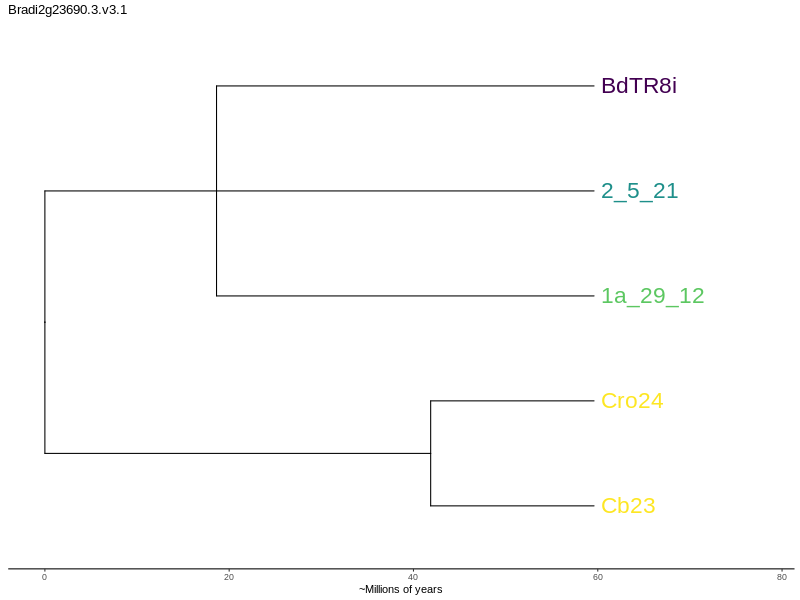 Bradi2g23690.3.v3.1
BdTR8i
2_5_21
1a_29_12
Cro24
Cb23
0 20 40 60 80
~Millions of years